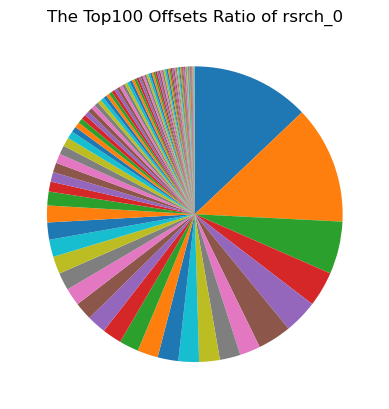 The Top100 Offsets Ratio of rsrch_0